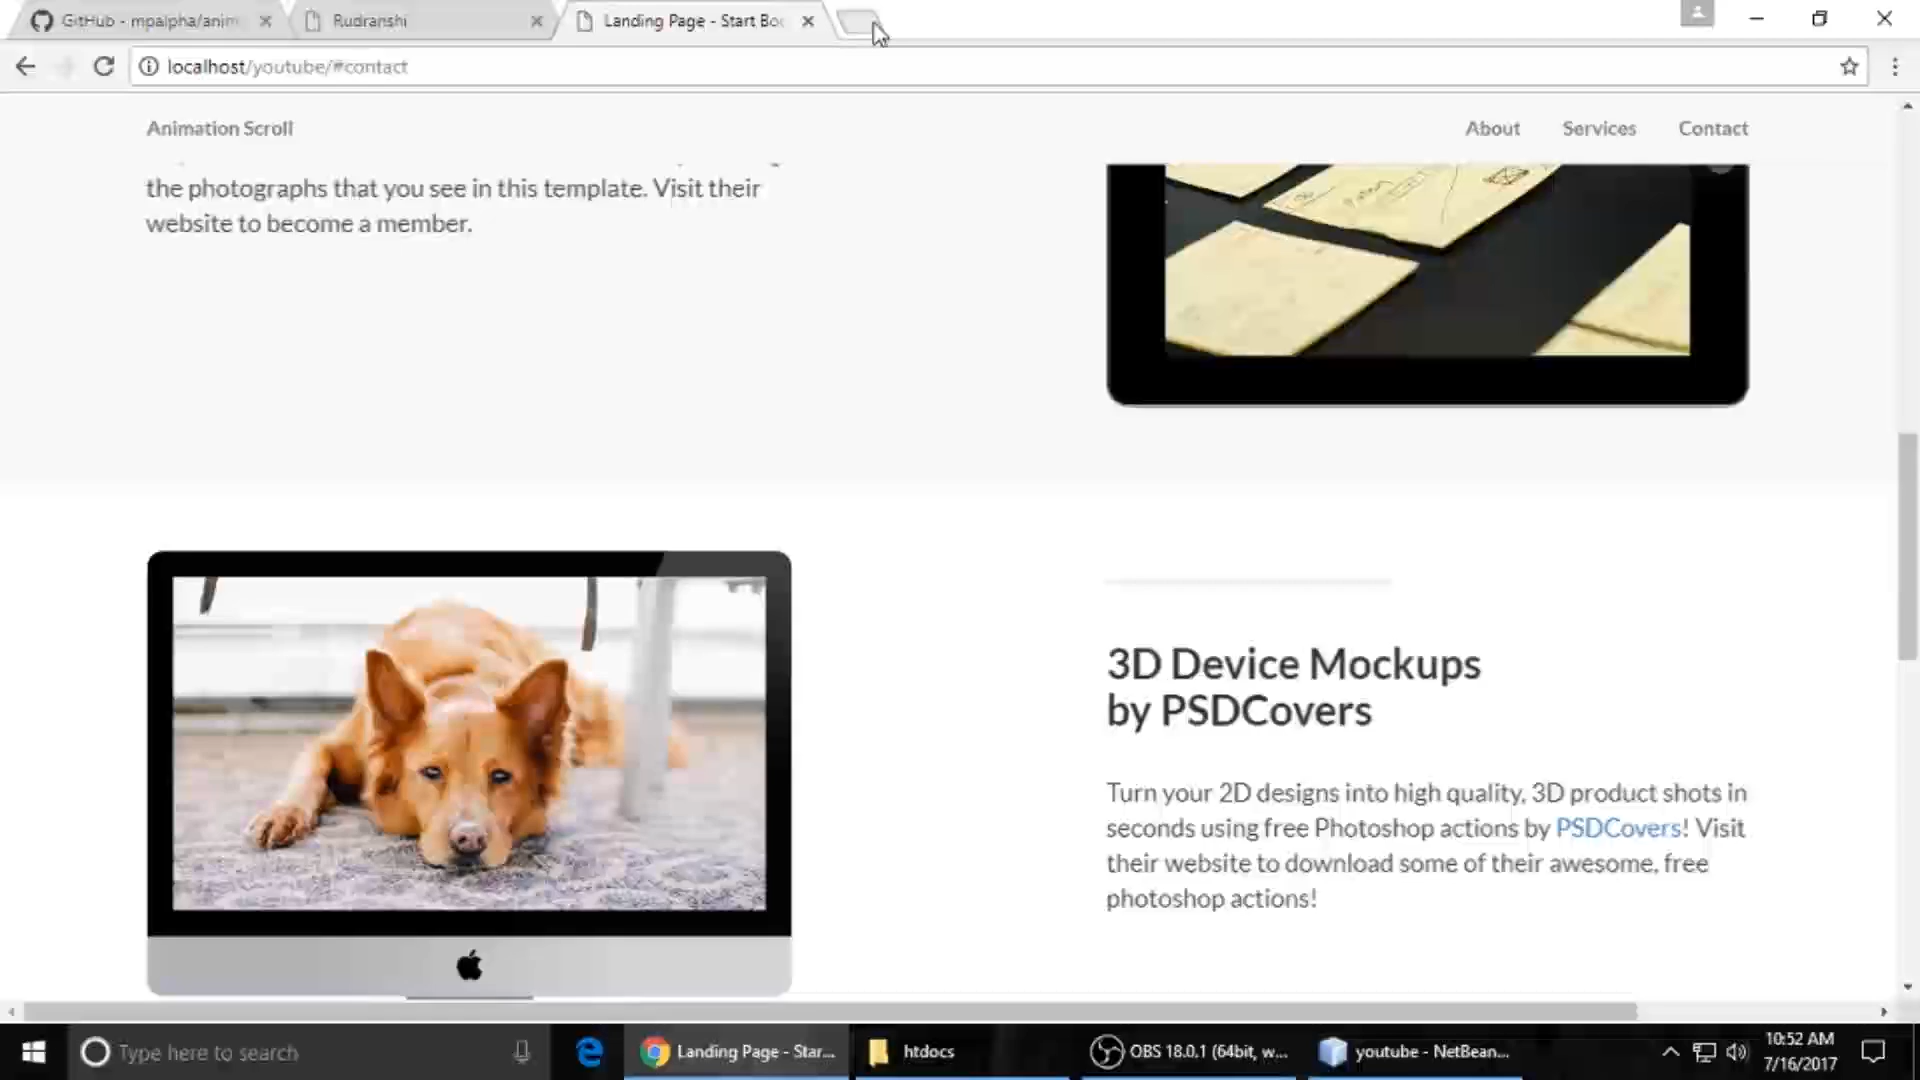 GitHub - mpalpha/anim
Rudranshi
Landing Page - Start Boo
localhost/youtube/#contact
Animation Scroll
About
Services
Contact
the photographs that you see in this template. Visit their
website to become a member.
3D Device Mockups
by PSDCovers
Turn your 2D designs into high quality, 3D product shots in
seconds using free Photoshop actions by PSDCovers! Visit
their website to download some of their awesome, free
photoshop actions!
Type here to search
Landing Page - Star...
htdocs
OBS 18.0.1 (64bit, w...
youtube - NetBean...
10:52 AM
7/16/2017